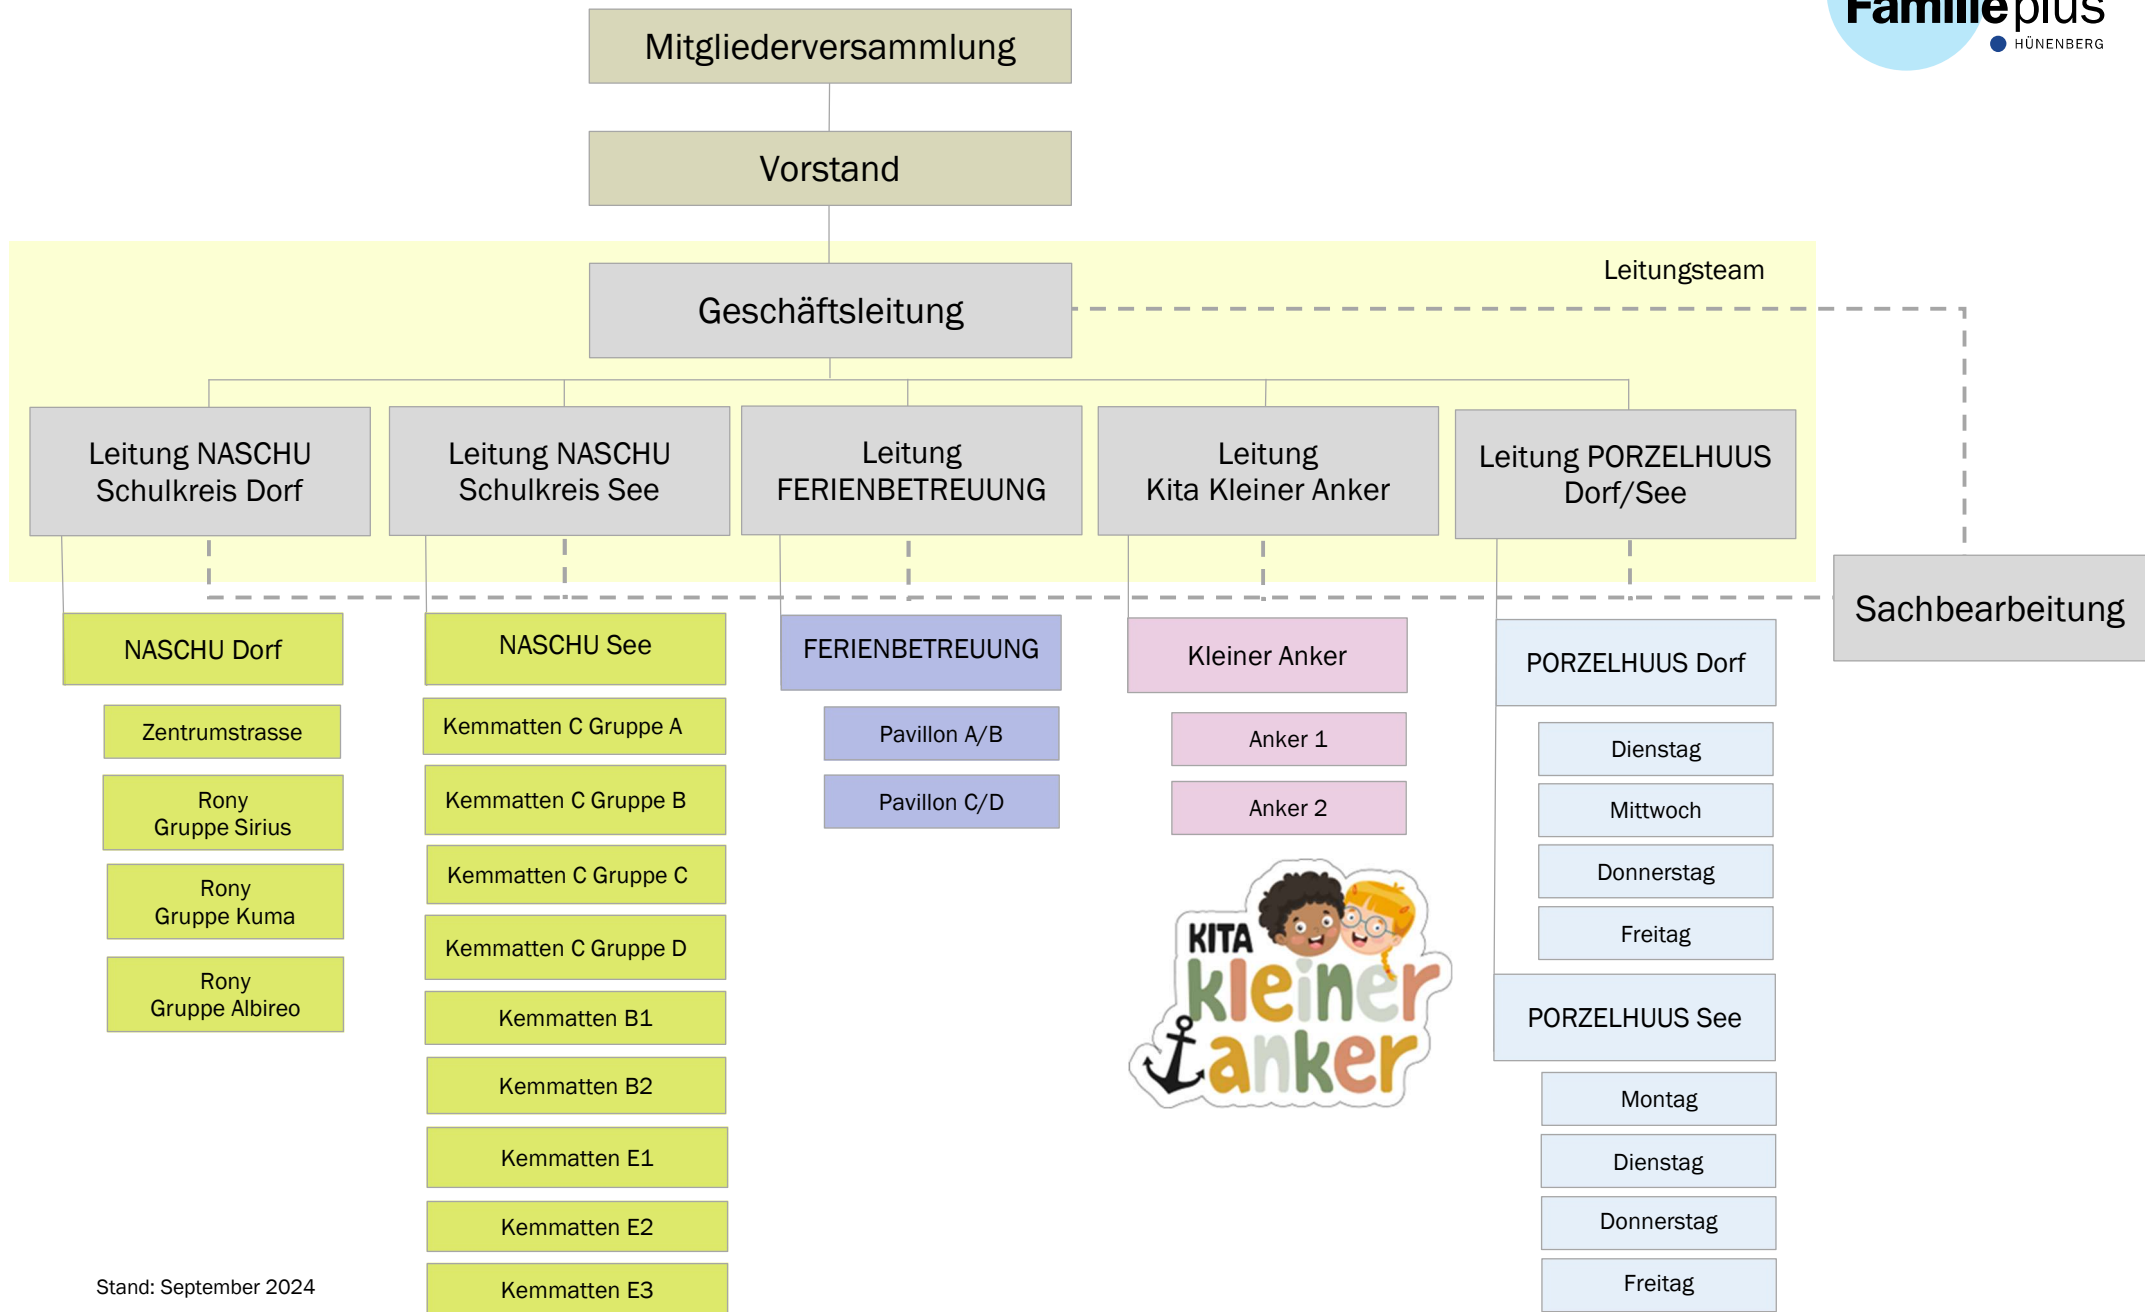 Familieplus
HÜNENBERG
Mitgliederversammlung
Vorstand
Leitungsteam
Geschäftsleitung
Leitung NASCHU
Schulkreis Dorf
Leitung NASCHU
Schulkreis See
Leitung
FERIENBETREUUNG
Leitung
Kita Kleiner Anker
Leitung PORZELHUUS
Dorf/See
Sachbearbeitung
NASCHU Dorf
Zentrumstrasse
Rony
Gruppe Sirius
Rony
Gruppe Kuma
Rony
Gruppe Albireo
NASCHU See
Kemmatten C Gruppe A
Kemmatten C Gruppe B
Kemmatten C Gruppe C
Kemmatten C Gruppe D
Kemmatten B1
Kemmatten B2
Kemmatten E1
Kemmatten E2
Kemmatten E3
FERIENBETREUUNG
Pavillon A/B
Pavillon C/D
Kleiner Anker
Anker 1
Anker 2
KITA
kleiner
anker
PORZELHUUS Dorf
Dienstag
Mittwoch
Donnerstag
Freitag
PORZELHUUS See
Montag
Dienstag
Donnerstag
Freitag
Stand: September 2024